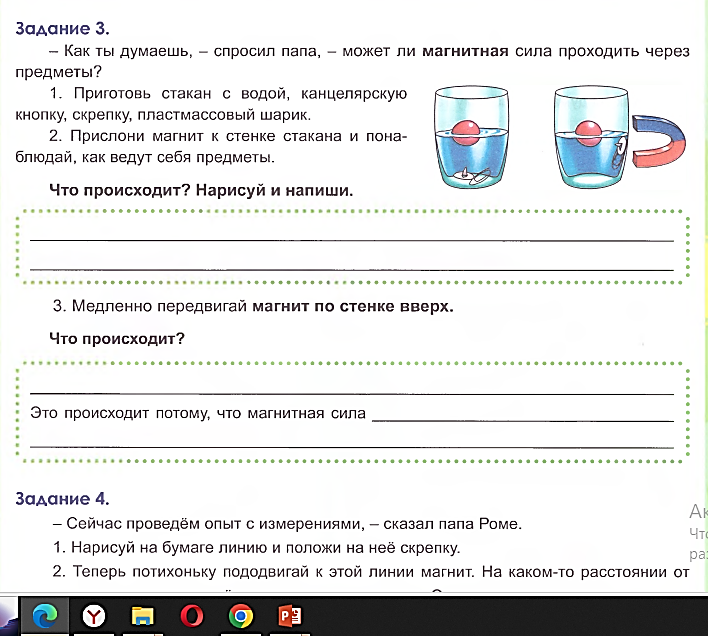 Задание 3.
– Как ты думаешь, – спросил папа, – может ли магнитная сила проходить через
предметы?
1. Приготовь стакан с водой, канцелярскую
кнопку, скрепку, пластмассовый шарик.
2. Прислони магнит к стенке стакана и пона-
блюдай, как ведут себя предметы.
Что происходит? Нарисуй и напиши.
3. Медленно передвигай магнит по стенке вверх.
Что происходит?
Это происходит потому, что магнитная сила
Задание 4.
– Сейчас проведём опыт с измерениями, – сказал папа Роме.
1. Нарисуй на бумаге линию и положи на неё скрепку.
2. Теперь потихоньку пододвигай к этой линии магнит. На каком-то расстоянии от